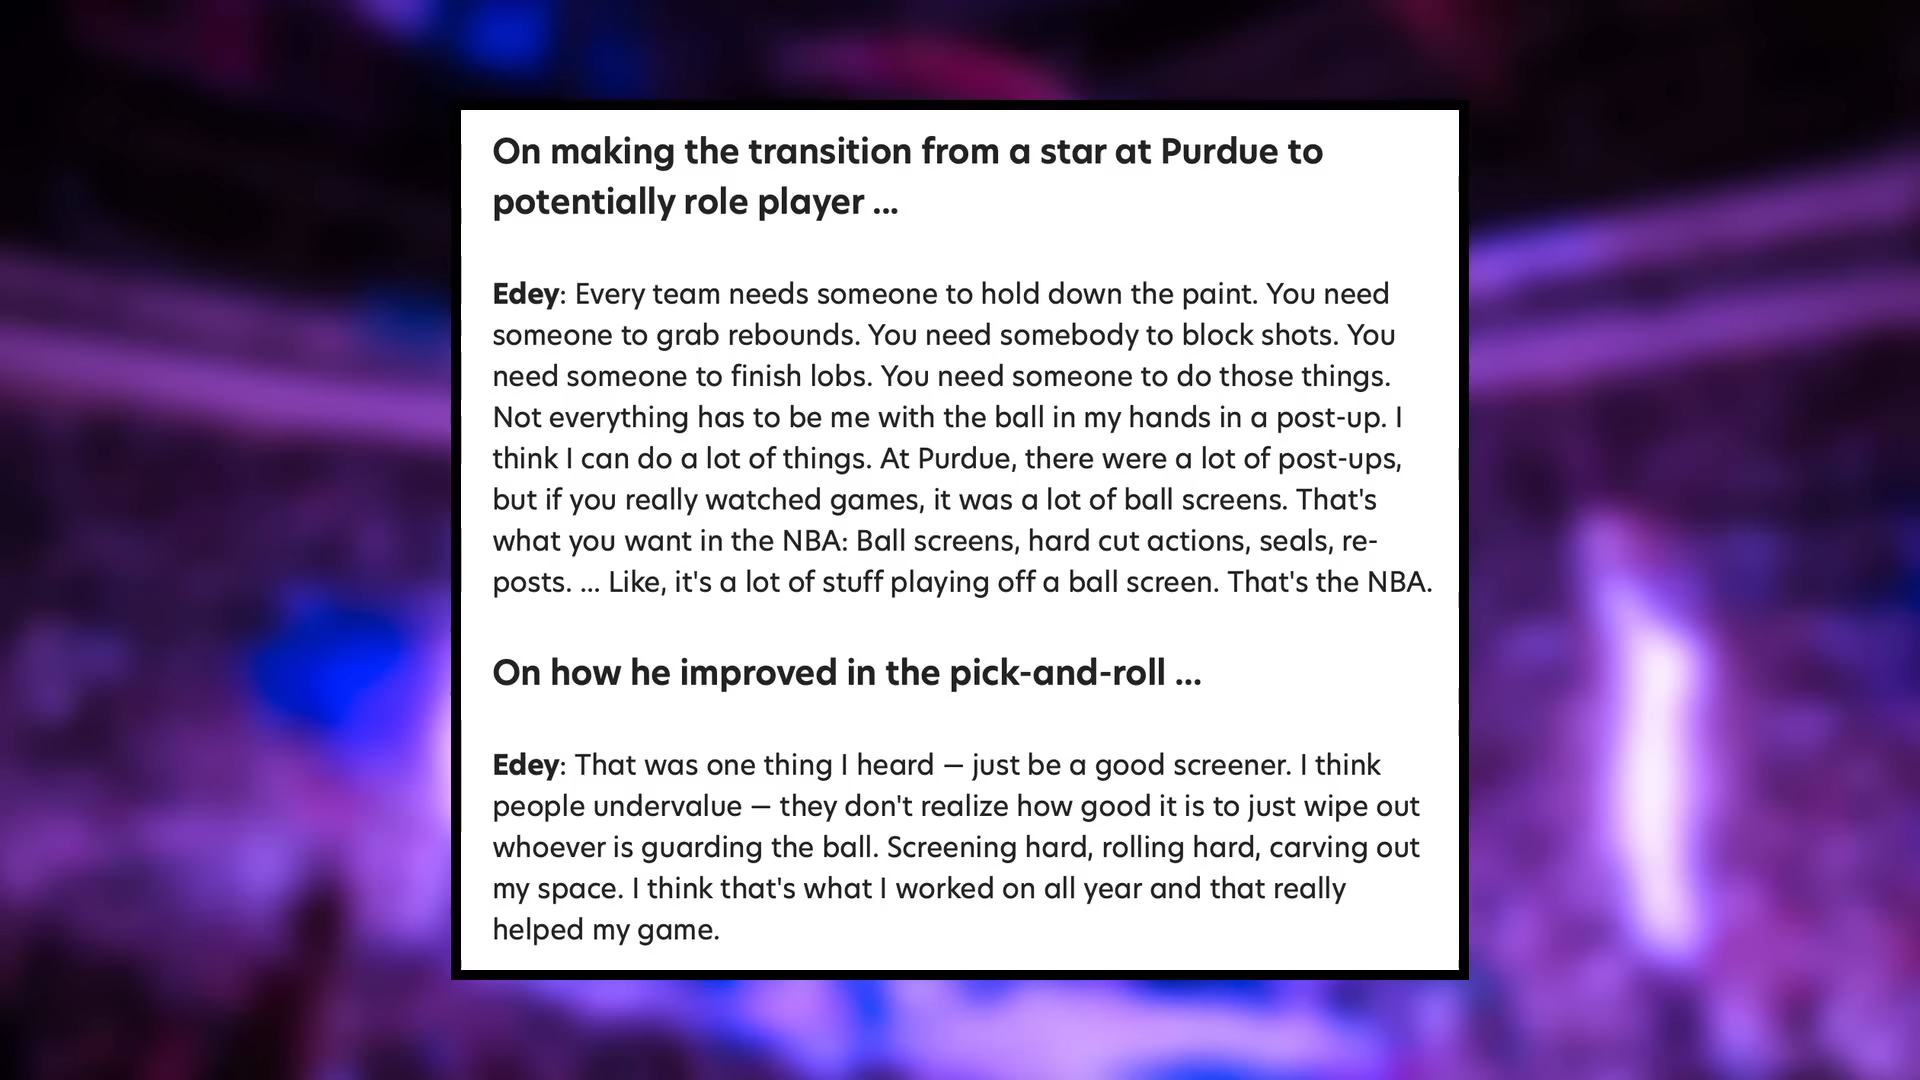 On making the transition from a star at Purdue to
potentially role player ...
Edey: Every team needs someone to hold down the paint. You need
someone to grab rebounds. You need somebody to block shots. You
need someone to finish lobs. You need someone to do those things.
Not everything has to be me with the ball in my hands in a post-up. I
think I can do a lot of things. At Purdue, there were a lot of post-ups,
but if you really watched games, it was a lot of ball screens. That's
what you want in the NBA: Ball screens, hard cut actions, seals, re-
posts. ... Like, it's a lot of stuff playing off a ball screen. That's the NBA.
On how he improved in the pick-and-roll ...
Edey: That was one thing I heard — just be a good screener. I think
people undervalue — they don't realize how good it is to just wipe out
whoever is guarding the ball. Screening hard, rolling hard, carving out
my space. I think that's what I worked on all year and that really
helped my game.